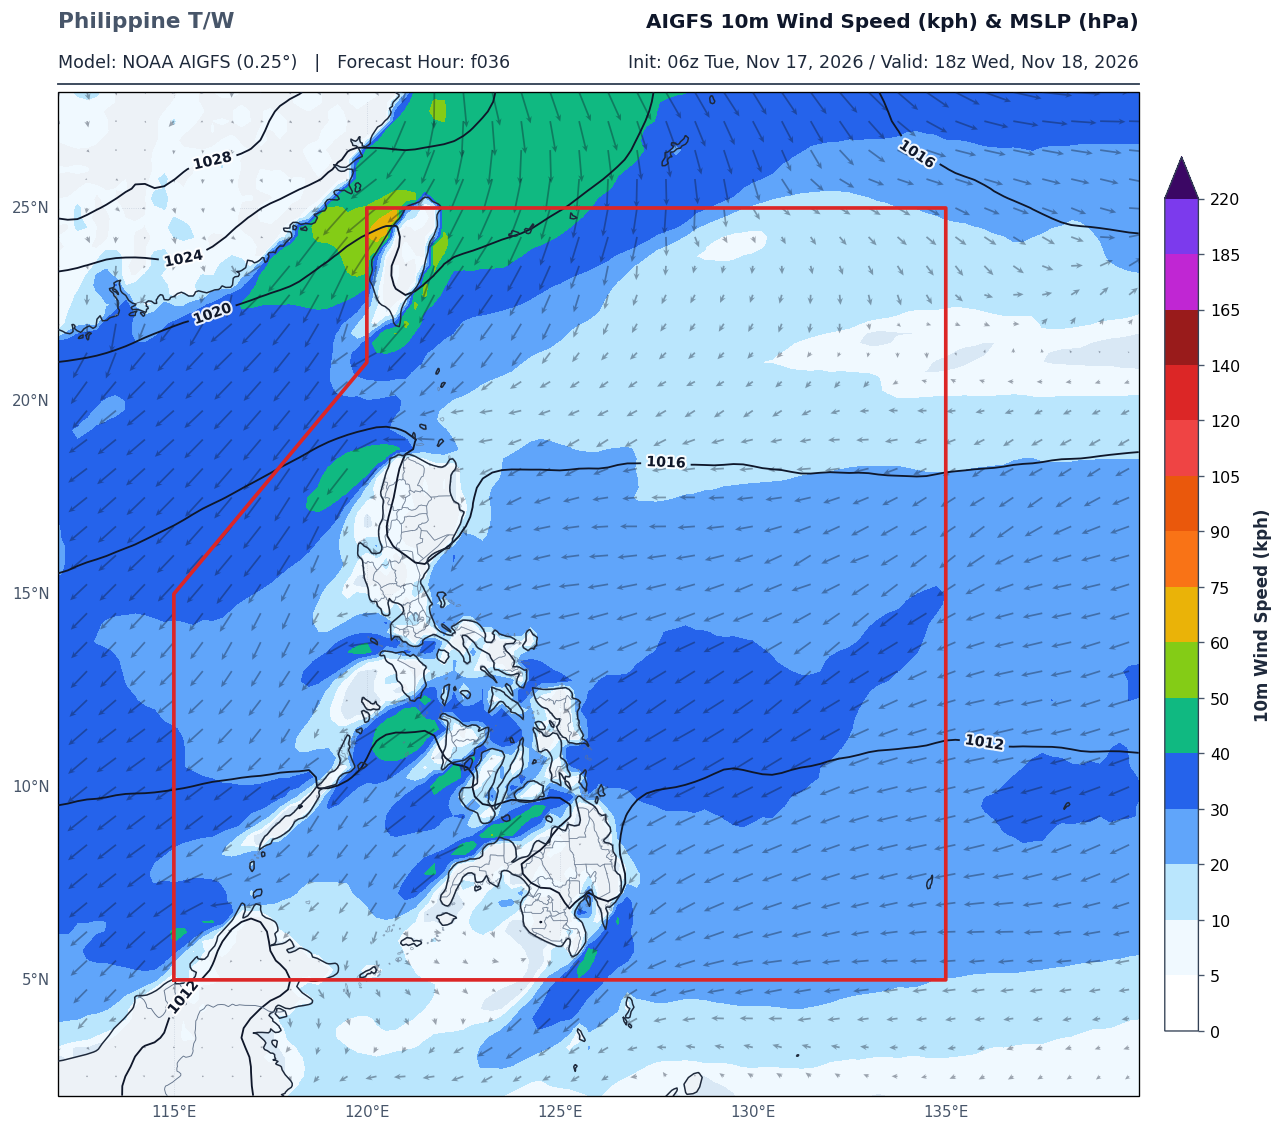 Philippine T/W
AIGFS 10m Wind Speed (kph) & MSLP (hPa)
Model: NOAA AIGFS (0.25°) | Forecast Hour: f036
Init: 06z Tue, Nov 17, 2026 / Valid: 18z Wed, Nov 18, 2026
1028
1016
1024
1020
1016
1012
1012
25°N
20°N
15°N
10°N
5°N
115°E
120°E
125°E
130°E
135°E
220
185
165
140
120
105
90
75
60
50
40
30
20
10
5
0
10m Wind Speed (kph)